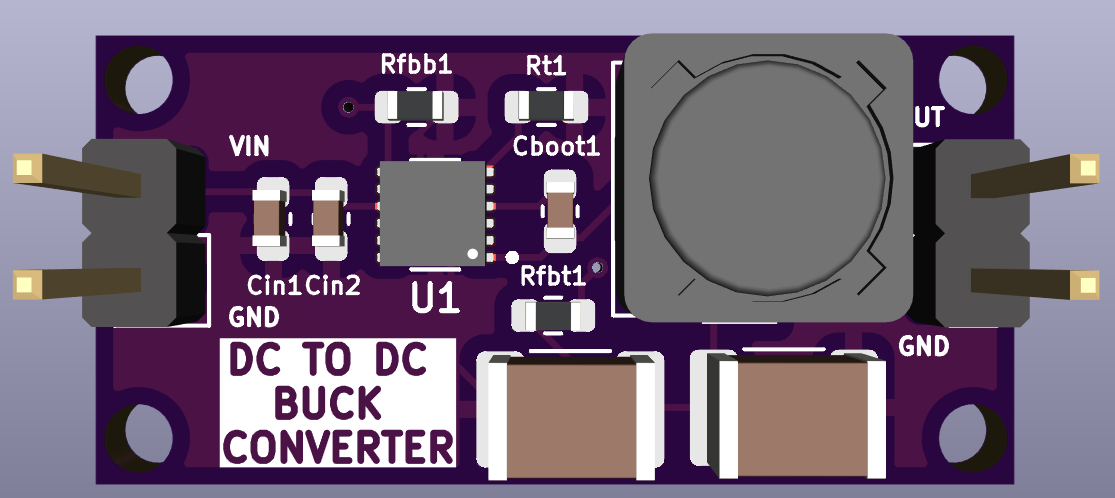 Rfbb1
Rt1
UT
VIN
Cboot1
Cin1 Cin2
Rfbt1
U1
GND
GND
DC TO DC
BUCK
CONVERTER